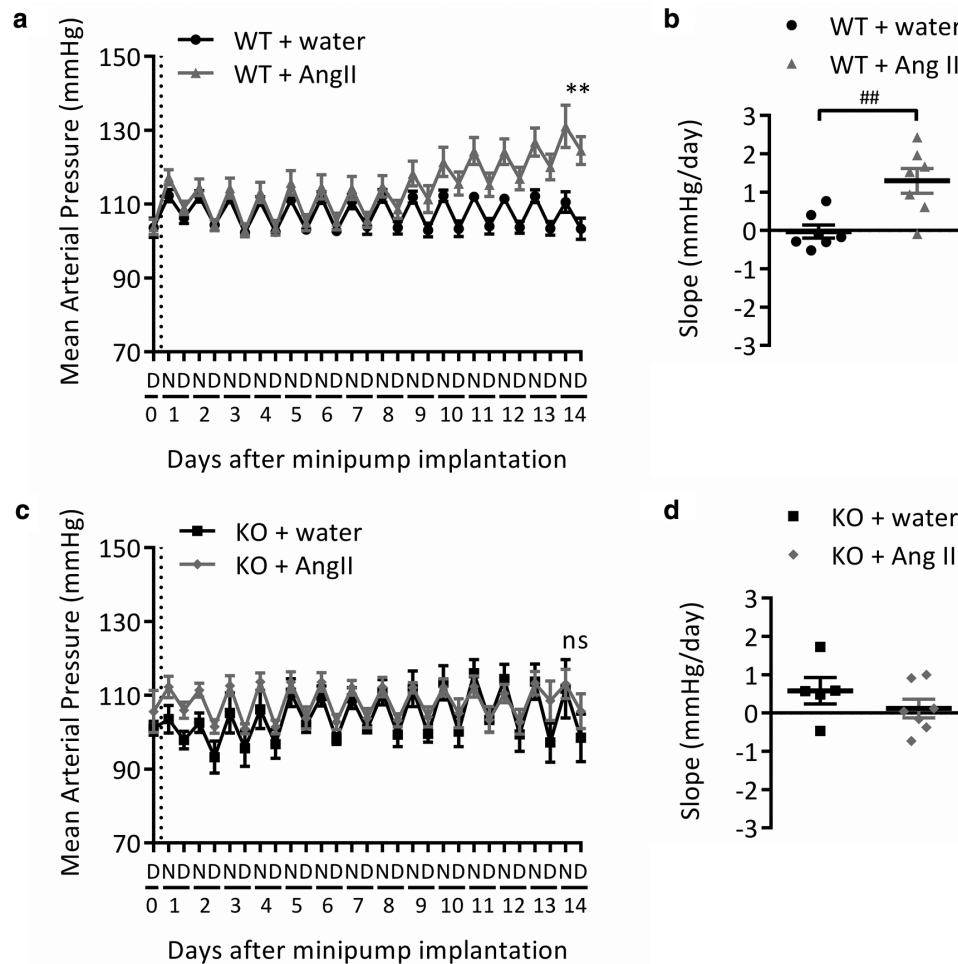 a
WT + water
WT + AngII
Mean Arterial Pressure (mmHg)
150
130
110
90
70
**
D N D N D N D N D N D N D N D N D N D N D N D N D N D N D
0 1 2 3 4 5 6 7 8 9 10 11 12 13 14
Days after minipump implantation
b
WT + water
WT + Ang II
Slope (mmHg/day)
##
3
2
1
0
-1
-2
-3
c
KO + water
KO + AngII
Mean Arterial Pressure (mmHg)
150
130
110
90
70
ns
D N D N D N D N D N D N D N D N D N D N D N D N D N D N D
0 1 2 3 4 5 6 7 8 9 10 11 12 13 14
Days after minipump implantation
d
KO + water
KO + Ang II
Slope (mmHg/day)
3
2
1
0
-1
-2
-3